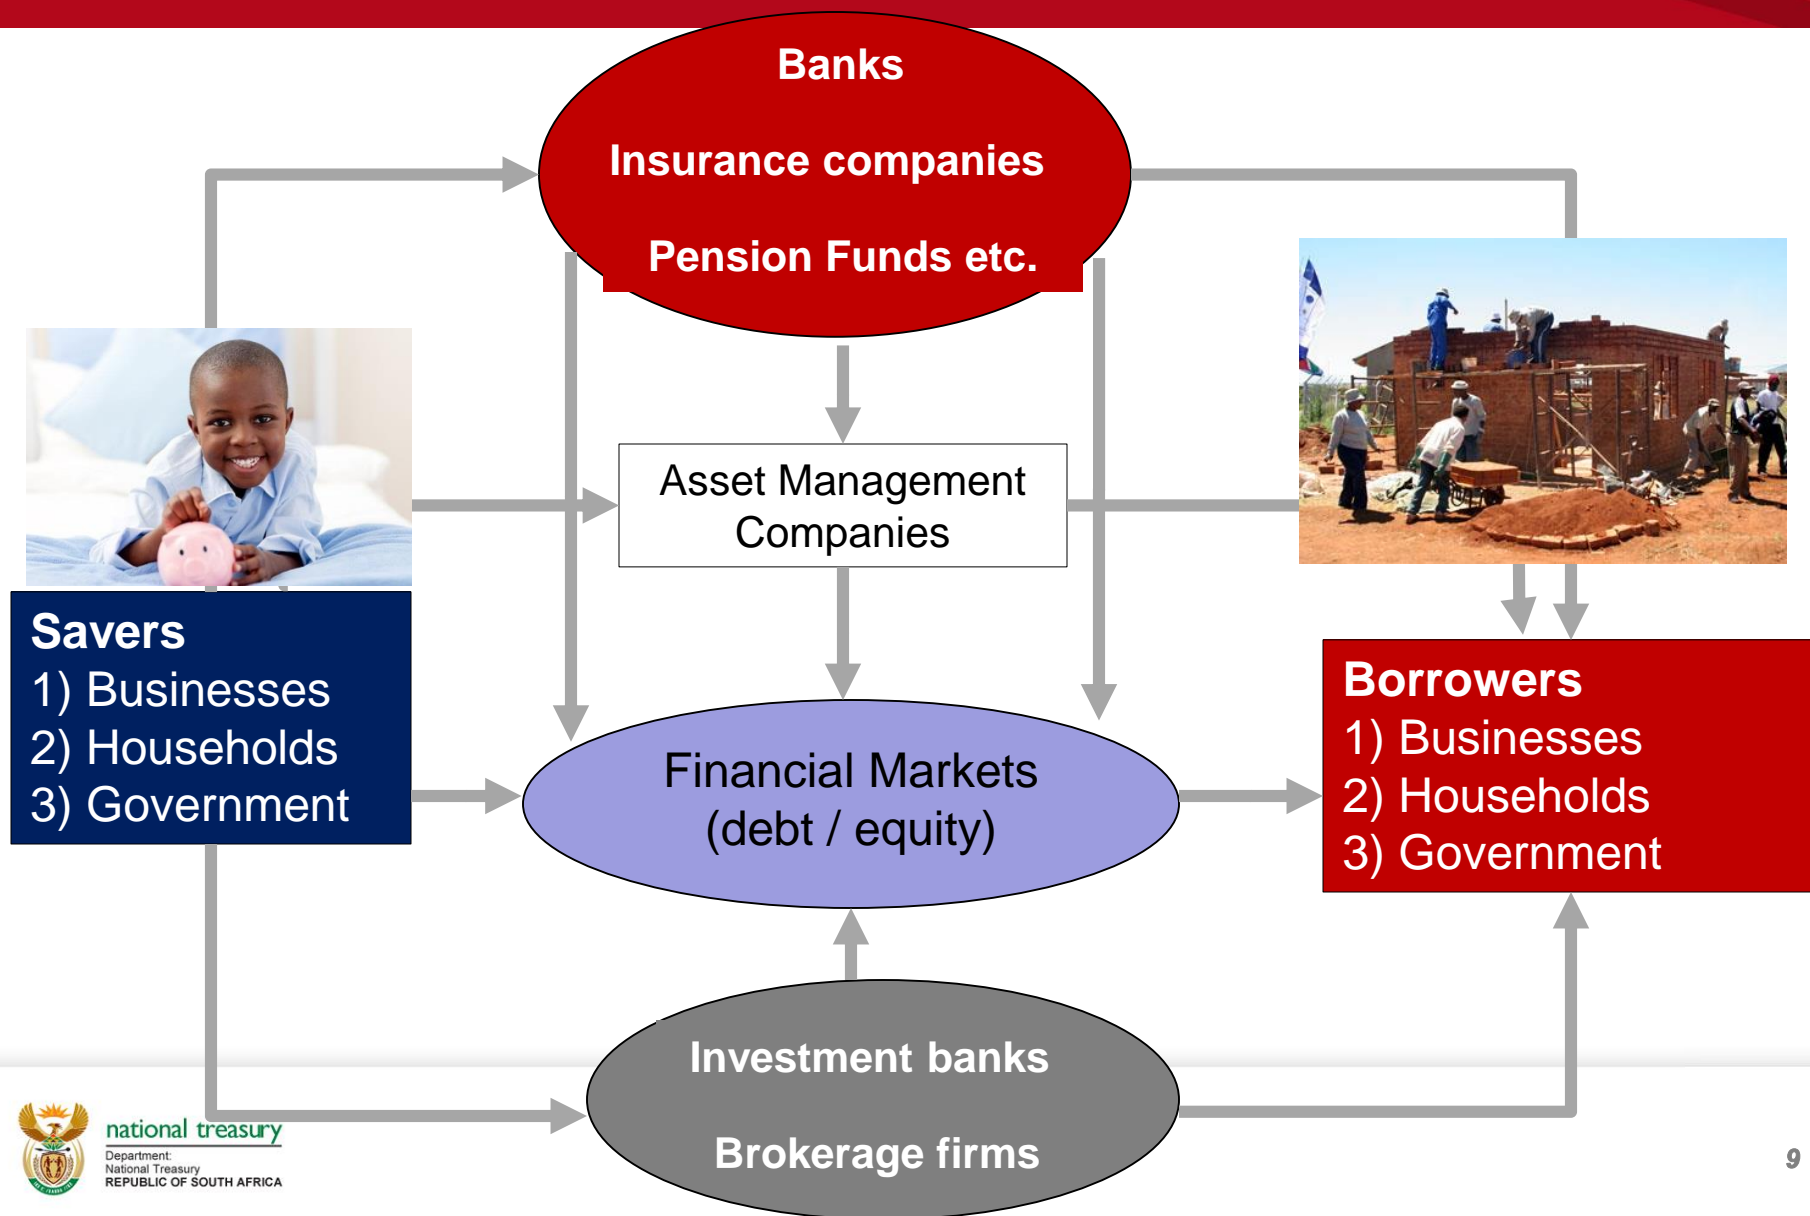 Banks
Insurance companies
Pension Funds etc.
Asset Management
Companies
Savers
1) Businesses
2) Households
3) Government
Financial Markets
(debt / equity)
Borrowers
1) Businesses
2) Households
3) Government
Investment banks
Brokerage firms
national treasury
Department:
National Treasury
REPUBLIC OF SOUTH AFRICA
9